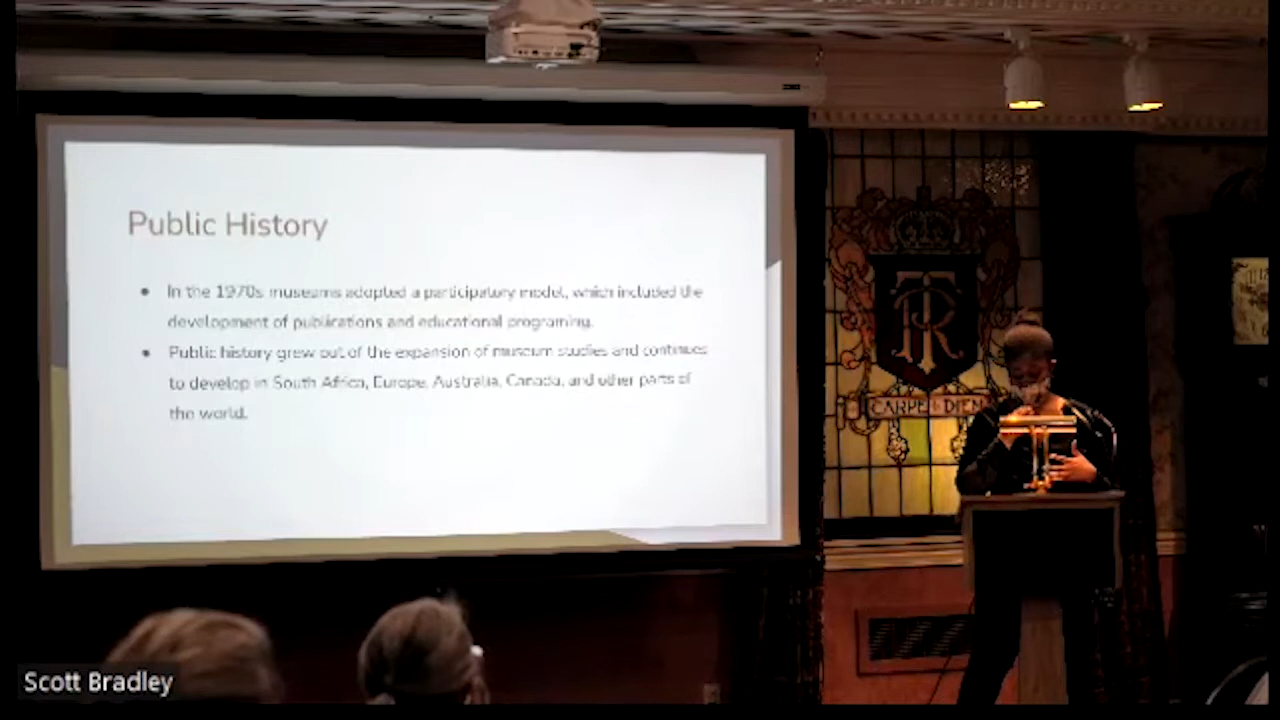 Public History
In the 1970s museums adopted a participatory model, which included the
development of publications and educational programing.
Public history grew out of the expansion of museum studies and continues
to develop in South Africa, Europe, Australia, Canada, and other parts of
the world.
TR
CARPE DIEM
Scott Bradley